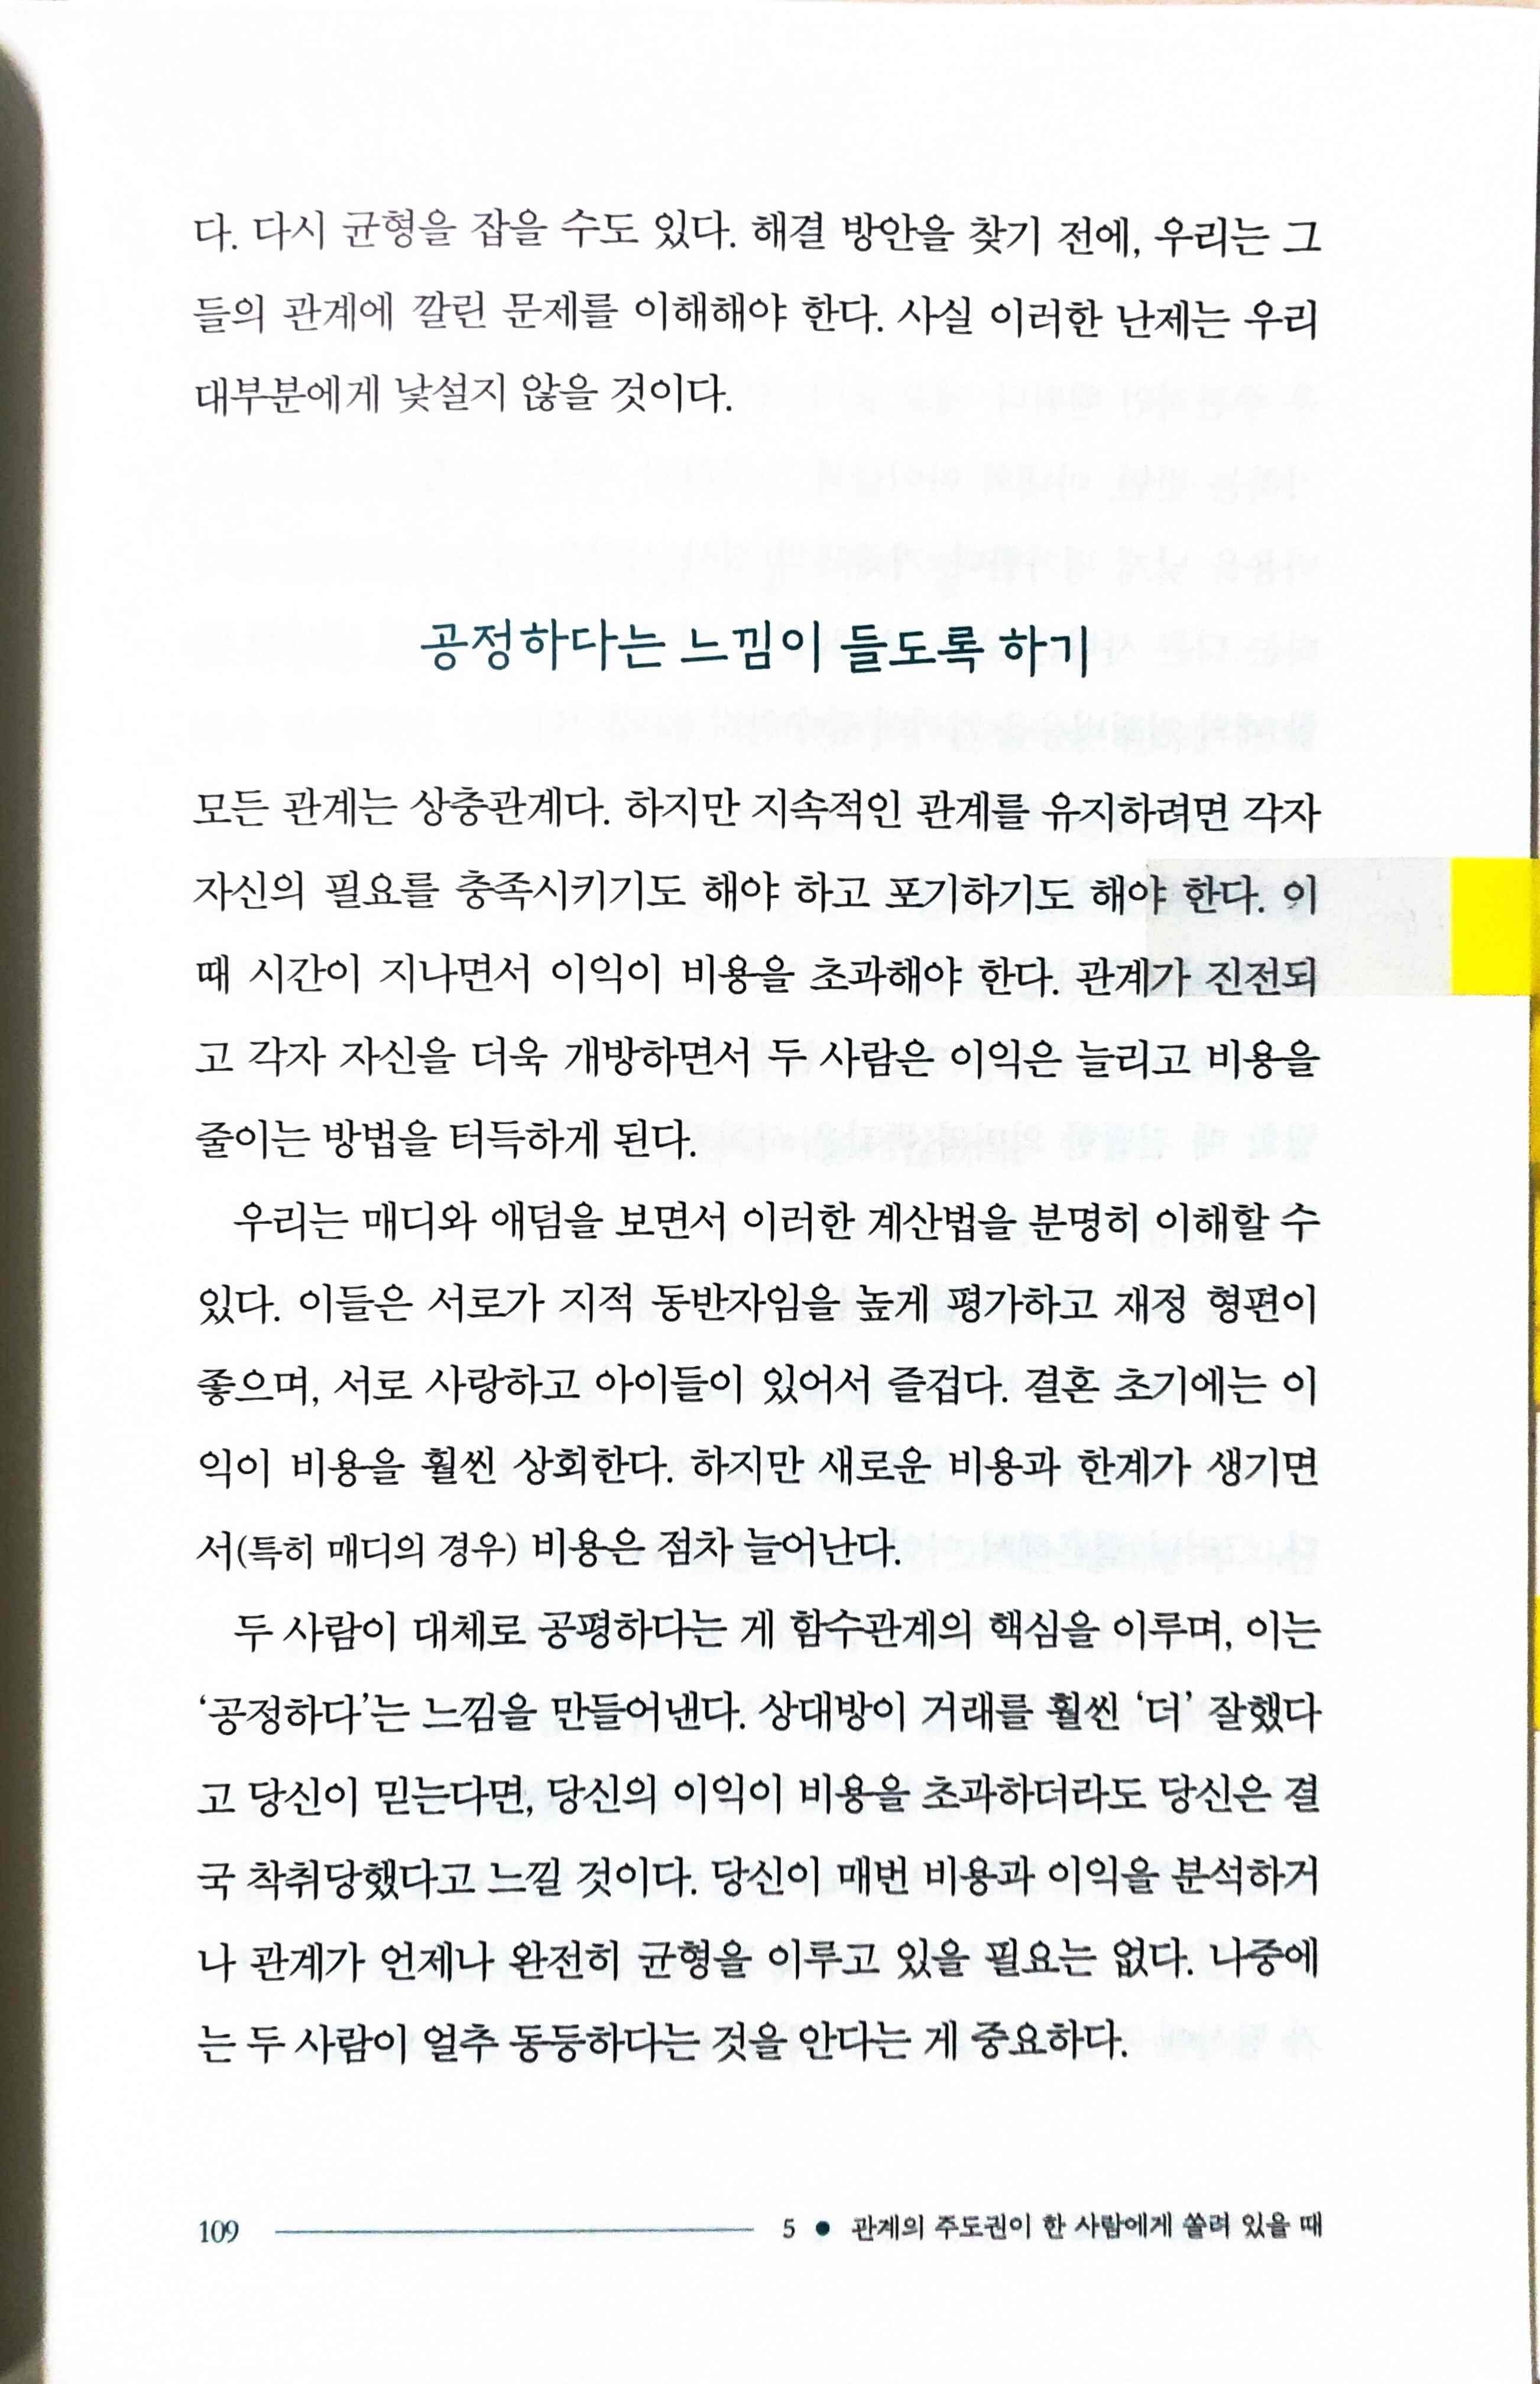 다. 다시 균형을 잡을 수도 있다. 해결 방안을 찾기 전에, 우리는 그
들의 관계에 깔린 문제를 이해해야 한다. 사실 이러한 난제는 우리
대부분에게 낯설지 않을 것이다.
공정하다는 느낌이 들도록 하기
모든 관계는 상충관계다. 하지만 지속적인 관계를 유지하려면 각자
자신의 필요를 충족시키기도 해야 하고 포기하기도 해야 한다. 이
때 시간이 지나면서 이익이 비용을 초과해야 한다. 관계가 진전되
고 각자 자신을 더욱 개방하면서 두 사람은 이익은 늘리고 비용을
줄이는 방법을 터득하게 된다.
우리는 매디와 애덤을 보면서 이러한 계산법을 분명히 이해할 수
있다. 이들은 서로가 지적 동반자임을 높게 평가하고 재정 형편이
좋으며, 서로 사랑하고 아이들이 있어서 즐겁다. 결혼 초기에는 이
익이 비용을 훨씬 상회한다. 하지만 새로운 비용과 한계가 생기면
서(특히 매디의 경우) 비용은 점차 늘어난다.
두 사람이 대체로 공평하다는 게 함수관계의 핵심을 이루며, 이는
‘공정하다’는 느낌을 만들어낸다. 상대방이 거래를 훨씬 ‘더’ 잘했다
고 당신이 믿는다면, 당신의 이익이 비용을 초과하더라도 당신은 결
국 착취당했다고 느낄 것이다. 당신이 매번 비용과 이익을 분석하거
나 관계가 언제나 완전히 균형을 이루고 있을 필요는 없다. 나중에
는 두 사람이 얼추 동등하다는 것을 안다는 게 중요하다.
109 5 ● 관계의 주도권이 한 사람에게 쏠려 있을 때